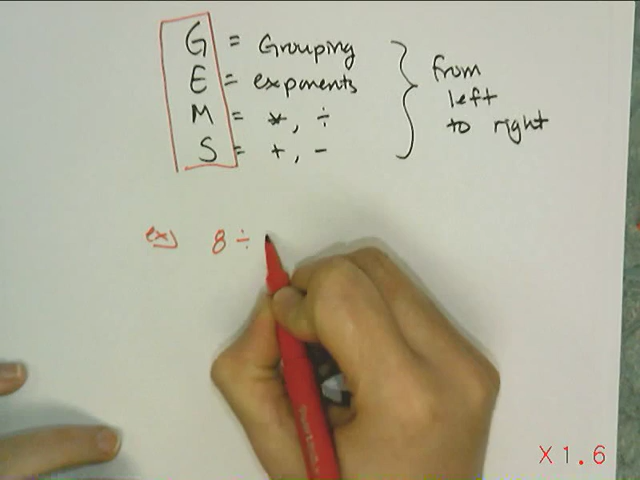 G = Grouping
E = exponents
M = *, ÷
S = +, -
from
left
to right
ex) 8 ÷
X1.6